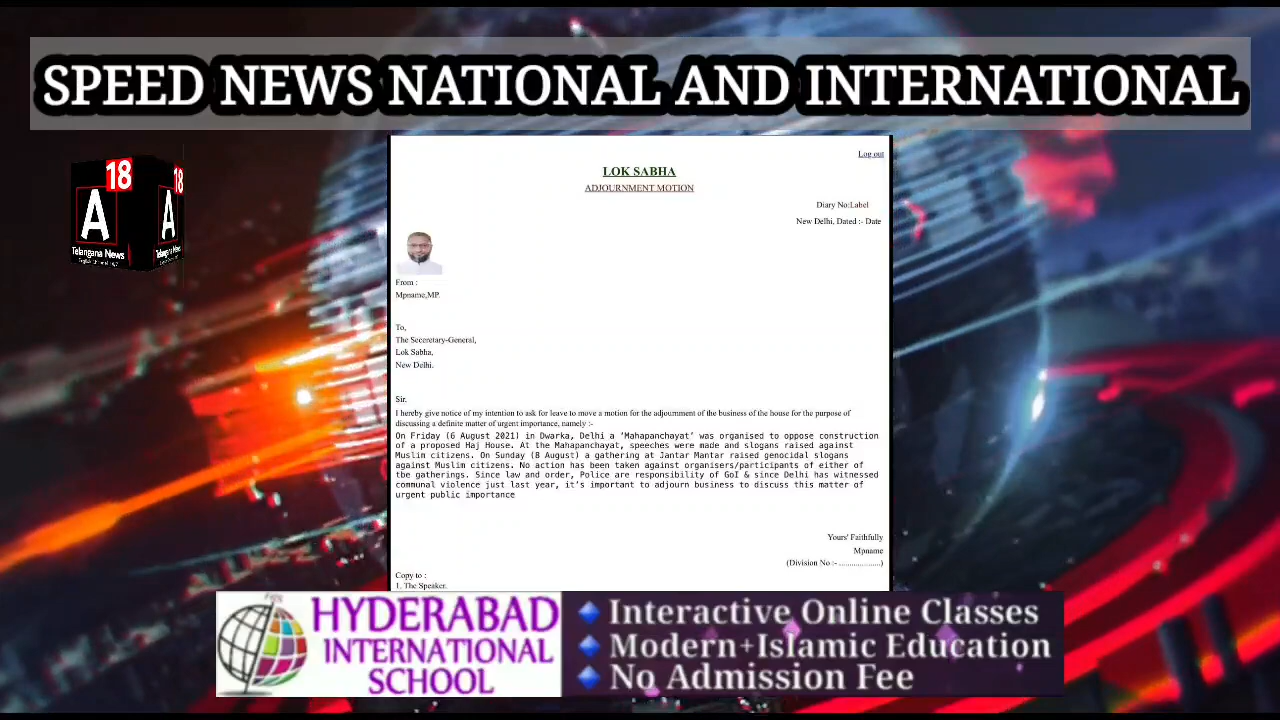 SPEED NEWS NATIONAL AND INTERNATIONAL
18
18
A
A
Telangana News
Telangana News
Log out
LOK SABHA
ADJOURNMENT MOTION
Diary No:Label
New Delhi, Dated :- Date
From :
Mpname,MP.
To,
The Seceretary-General,
Lok Sabha,
New Delhi.
Sir.
I hereby give notice of my intention to ask for leave to move a motion for the adjournment of the business of the house for the purpose of
discussing a definite matter of urgent importance, namely :-
On Friday (6 August 2021) in Dwarka, Delhi a ‘Mahapanchayat’ was organised to oppose construction
of a proposed Haj House. At the Mahapanchayat, speeches were made and slogans raised against
Muslim citizens. On Sunday (8 August) a gathering at Jantar Mantar raised genocidal slogans
against Muslim citizens. No action has been taken against organisers/participants of either of
the gatherings. Since law and order, Police are responsibility of GoI & since Delhi has witnessed
communal violence just last year, it’s important to adjourn business to discuss this matter of
urgent public importance
Yours' Faithfully
Mpname
(Division No :- ....................)
Copy to :
1. The Speaker.
HYDERABAD
INTERNATIONAL
SCHOOL
Interactive Online Classes
Modern+Islamic Education
No Admission Fee